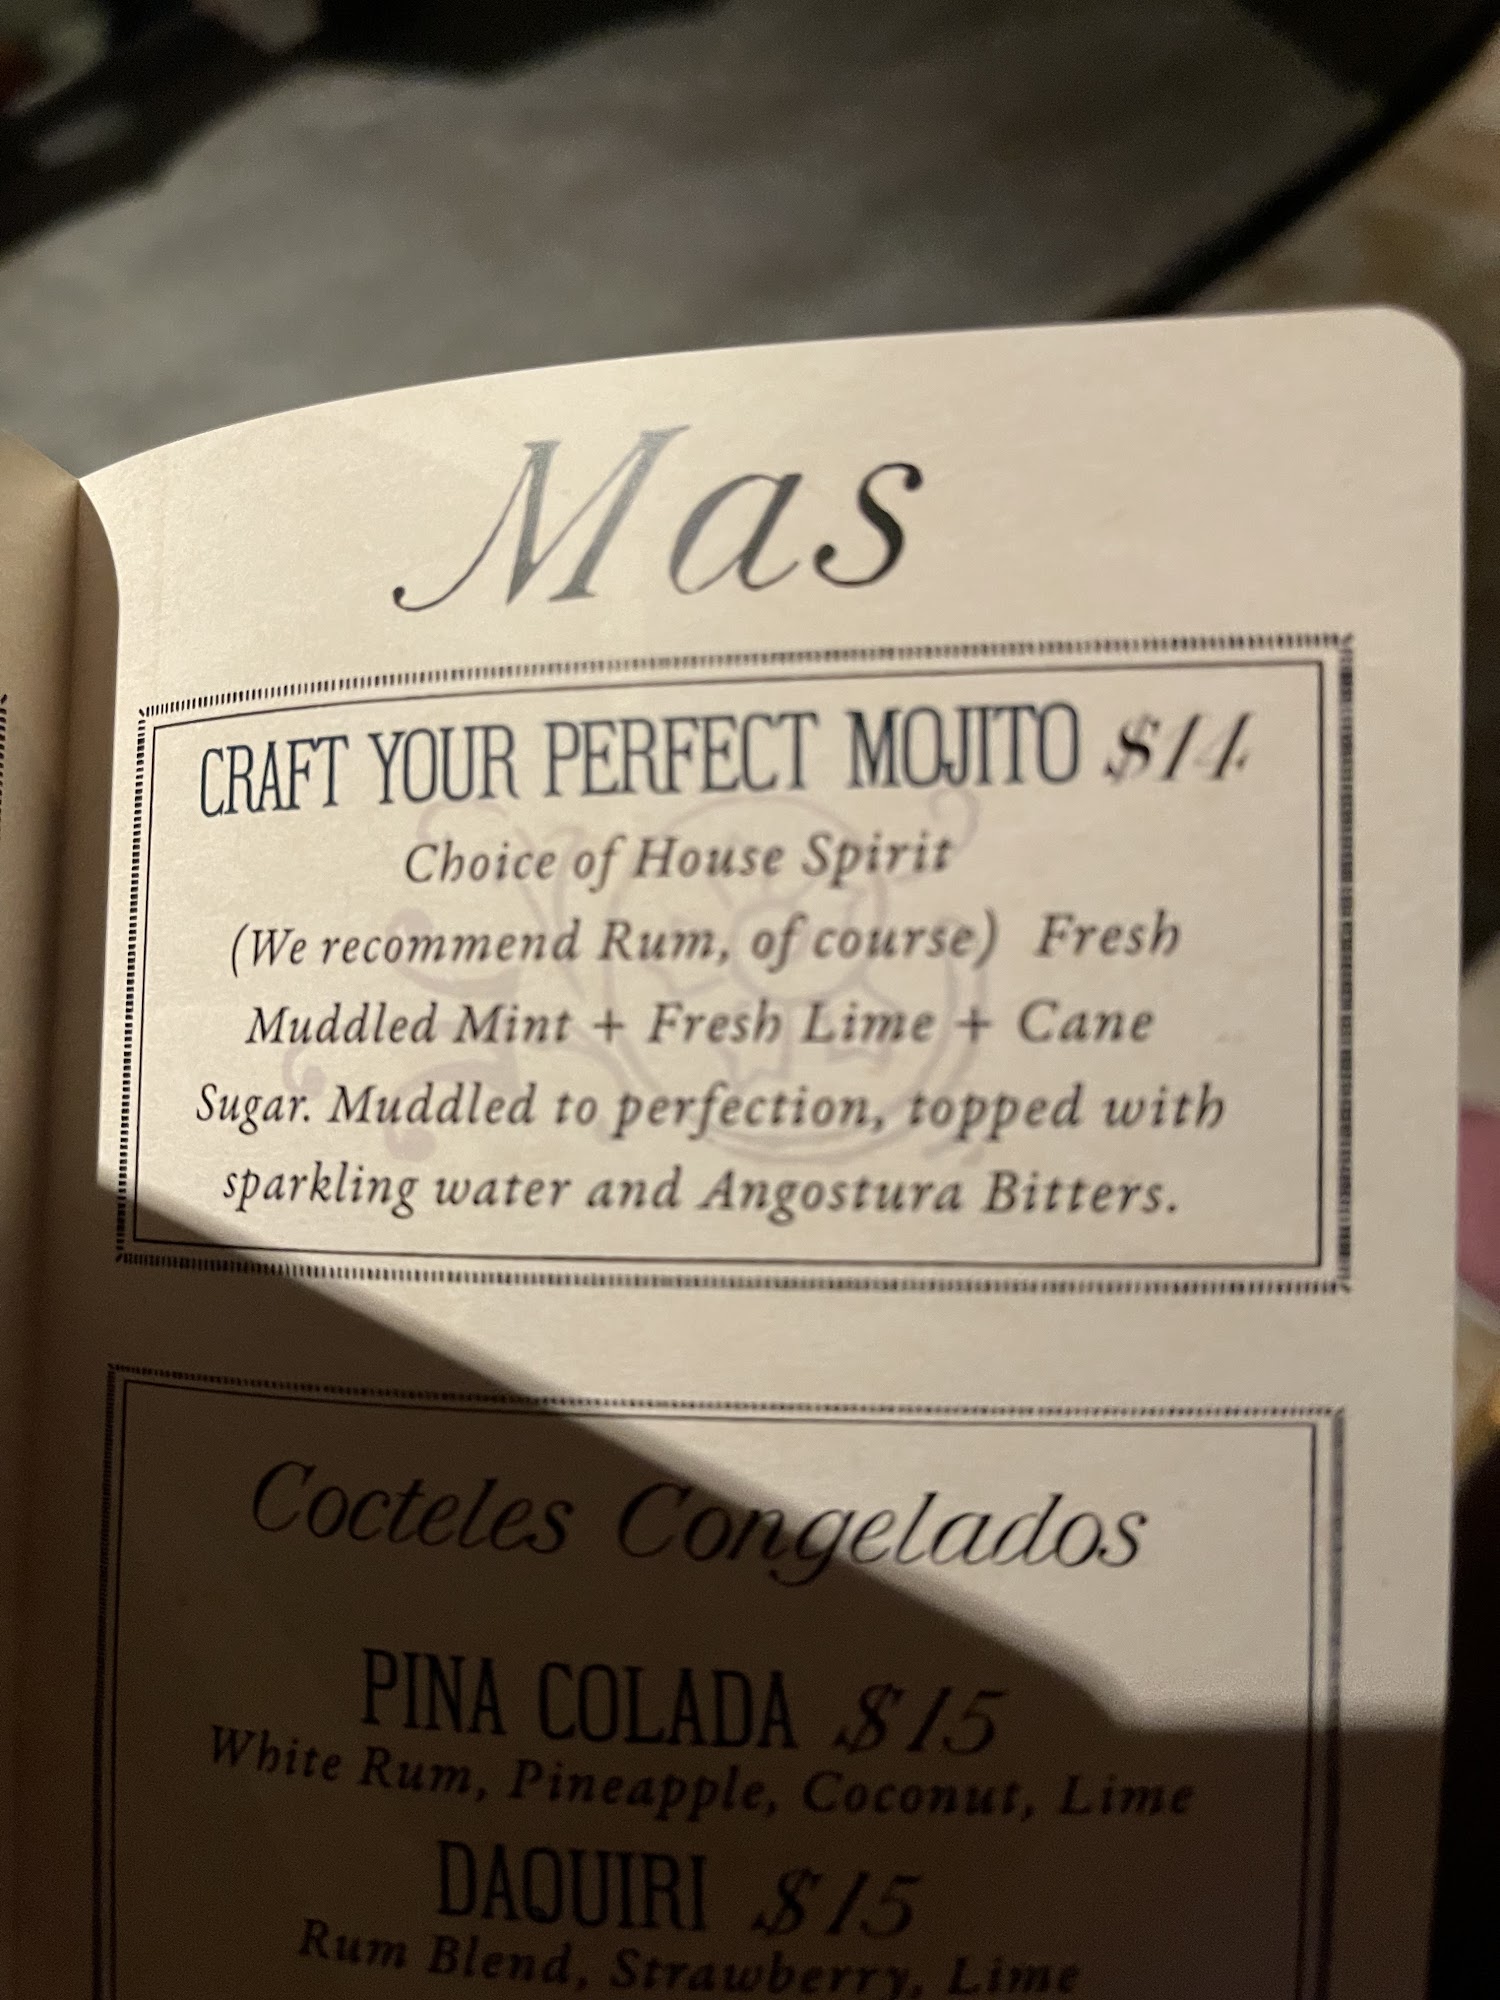 Mas
CRAFT YOUR PERFECT MOJITO $14
Choice of House Spirit
(We recommend Rum, of course) Fresh
Muddled Mint + Fresh Lime + Cane
Sugar. Muddled to perfection, topped with
sparkling water and Angostura Bitters.
Cocteles Congelados
PINA COLADA $15
White Rum, Pineapple, Coconut, Lime
DAQUIRI $15
Rum Blend, Strawberry, Lime